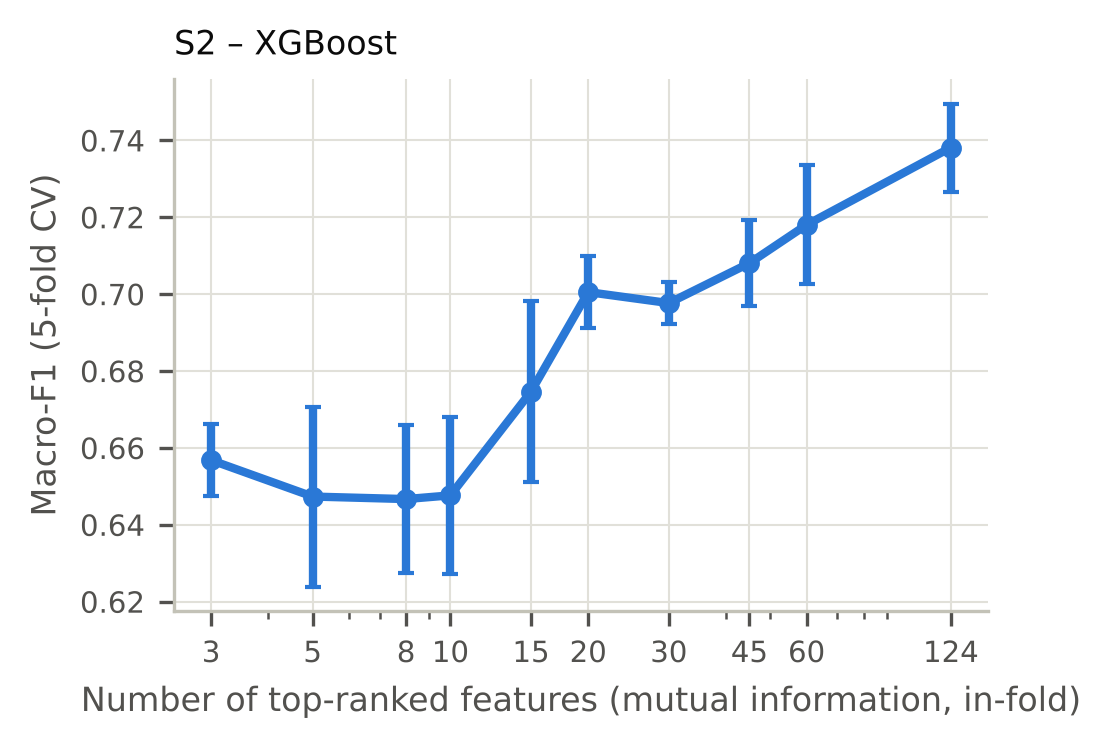 S2 – XGBoost
Macro-F1 (5-fold CV)
0.74
0.72
0.70
0.68
0.66
0.64
0.62
3 5 8 10 15 20 30 45 60 124
Number of top-ranked features (mutual information, in-fold)